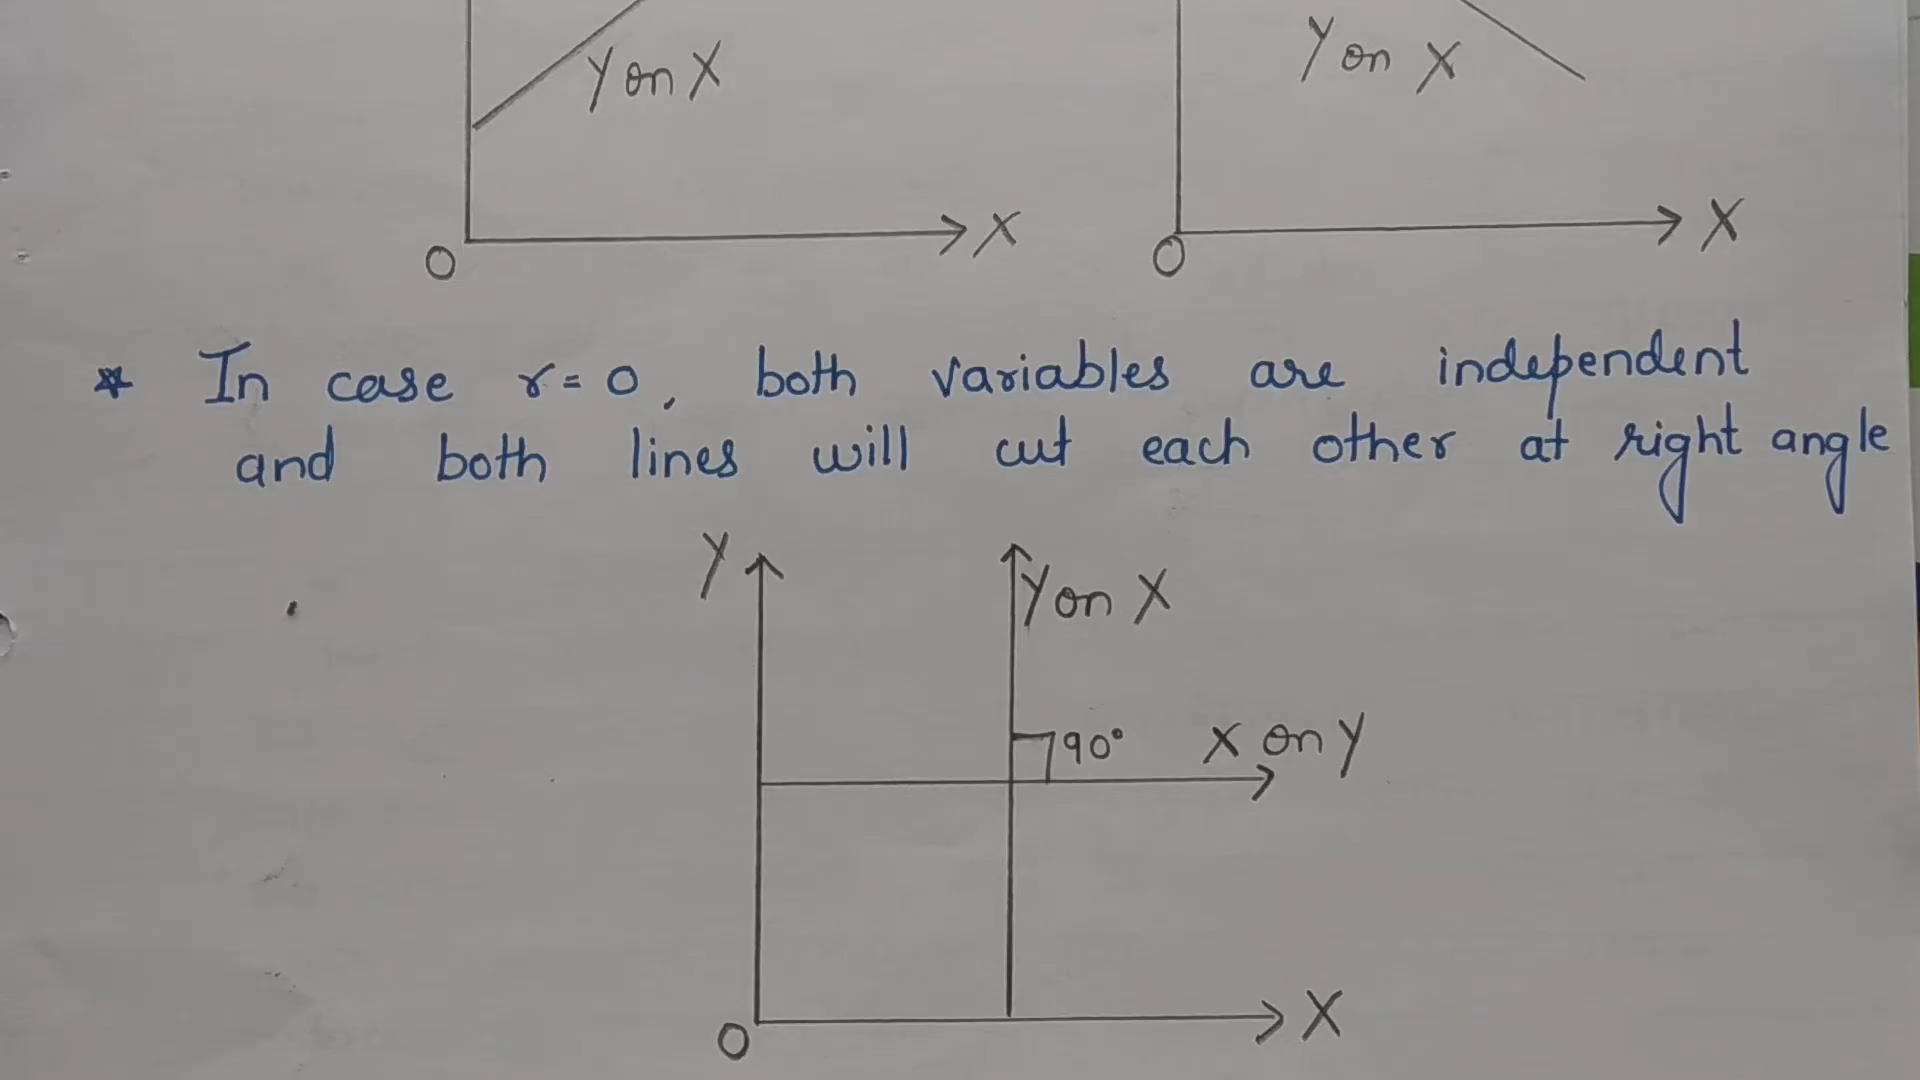 Y on X
Y on X
O
X
O
X
* In case r = 0, both variables are independent
and both lines will cut each other at right angle
Y
Y on X
90°
X on Y
O
X